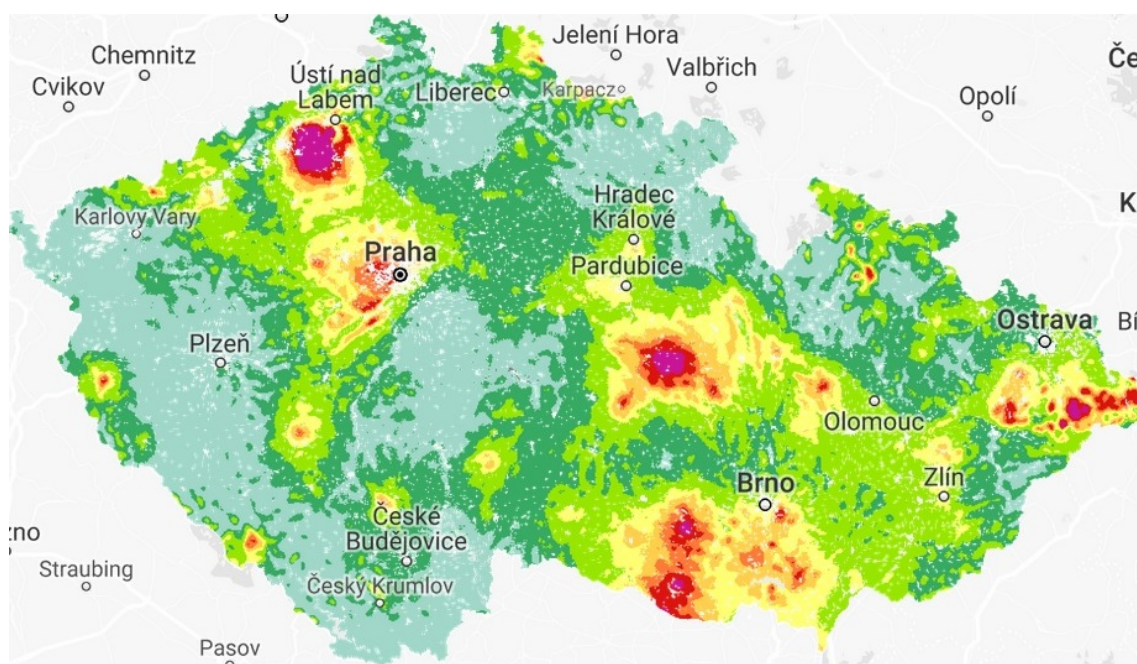 Chemnitz
Jelení Hora
Če
Valbřich
Cvikov
Ústí nad
Labem
Liberec
Karpacz
Opolí
Karlovy Vary
Hradec
Králové
K
Praha
Pardubice
Plzeň
Ostrava
Bí
Olomouc
Zlín
Brno
České
Budějovice
zno
Straubing
Český Krumlov
Pasov